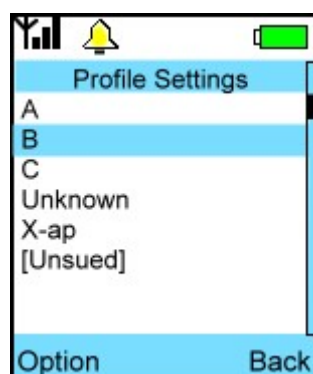 Profile Settings
A
B
C
Unknown
X-ap
[Unsued]
Option Back